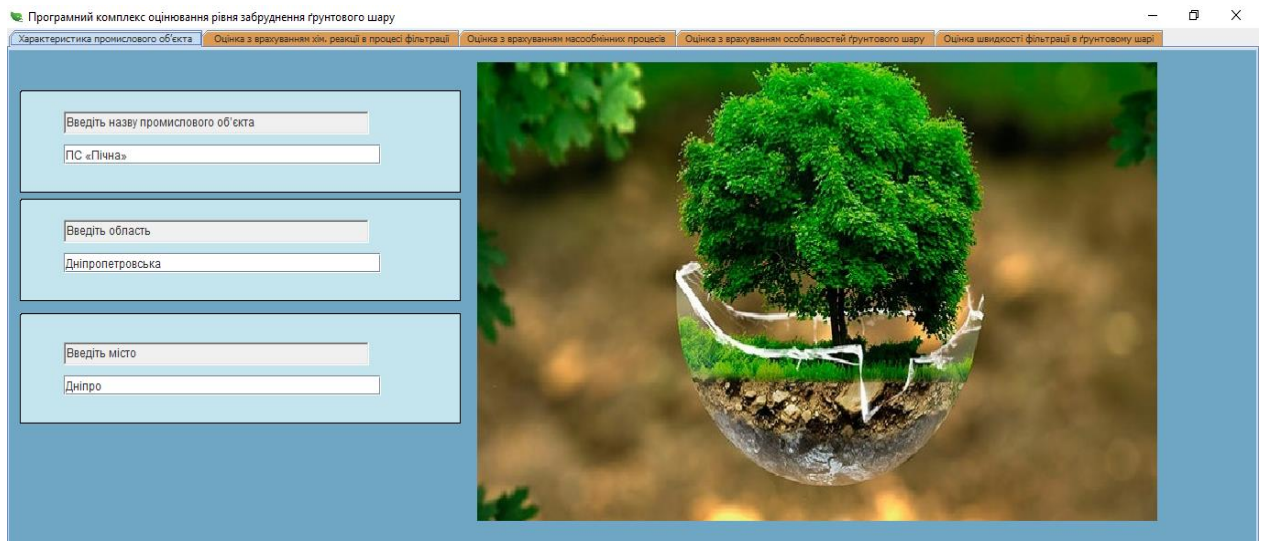 Програмний комплекс оцінювання рівня забруднення ґрунтового шару
Характеристика промислового об'єкта
Оцінка з врахуванням хім. реакції в процесі фільтрації
Оцінка з врахуванням масообмінних процесів
Оцінка з врахуванням особливостей ґрунтового шару
Оцінка швидкості фільтрації в ґрунтовому шарі
Введіть назву промислового об'єкта
ПС «Пічна»
Введіть область
Дніпропетровська
Введіть місто
Дніпро